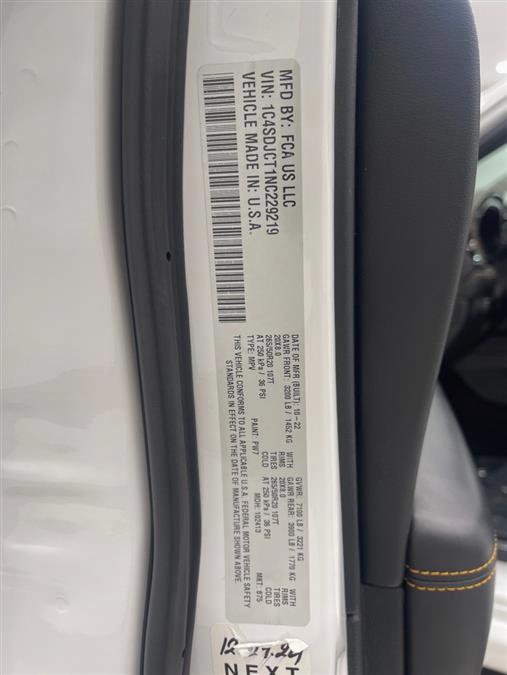 MFD BY: FCA US LLC
VIN: 1C4SDJCT1NC229219
VEHICLE MADE IN: U.S.A.
DATE OF MFR (BUILT): 10-22
GVWR: 7100 LB / 3221 KG
GAWR FRONT: 3200 LB / 1452 KG WITH
GAWR REAR: 3900 LB / 1770 KG WITH
20X8.0 RIMS
20X8.0 RIMS
265/50R20 107T TIRES
265/50R20 107T TIRES
AT 250 kPa / 36 PSI COLD
AT 250 kPa / 36 PSI COLD
TYPE: MPV PAINT: PW7 MDH: 102413 MKT: 875
THIS VEHICLE CONFORMS TO ALL APPLICABLE U.S.A. FEDERAL MOTOR VEHICLE SAFETY
STANDARDS IN EFFECT ON THE DATE OF MANUFACTURE SHOWN ABOVE.
NEXT